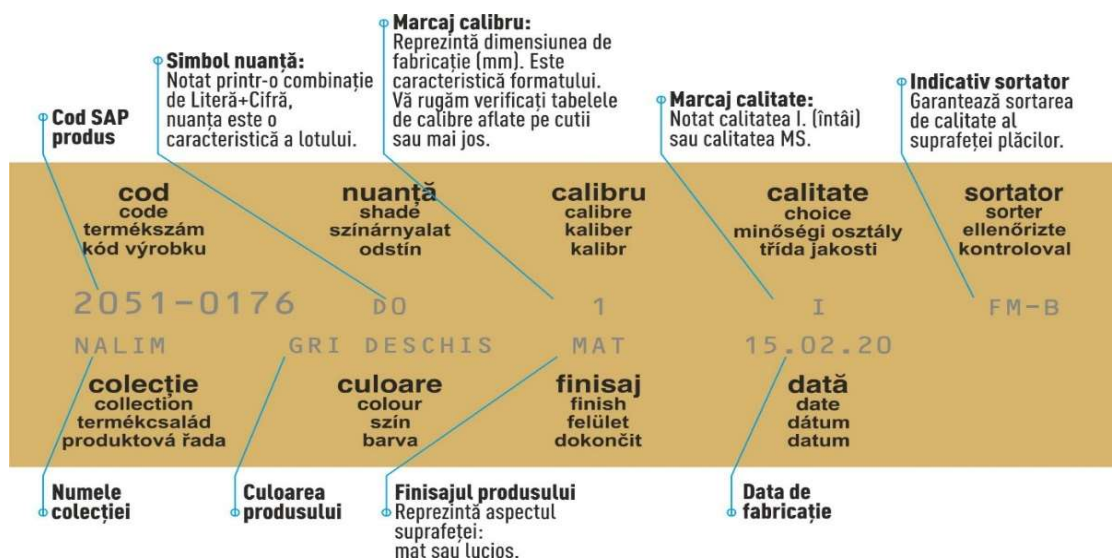 Marcaj calibru:
Reprezintă dimensiunea de
fabricație (mm). Este
caracteristică formatului.
Vă rugăm verificați tabelele
de calibre aflate pe cutii
sau mai jos.
Simbol nuanță:
Notat printr-o combinație
de Literă+Cifră,
nuanța este o
caracteristică a lotului.
Indicativ sortator
Garantează sortarea
de calitate al
suprafeței plăcilor.
Marcaj calitate:
Notat calitatea I. (întâi)
sau calitatea MS.
Cod SAP
produs
cod
code
termékszám
kód výrobku
nuanță
shade
színárnyalat
odstín
calibru
calibre
kaliber
kalibr
calitate
choice
minőségi osztály
třída jakosti
sortator
sorter
ellenőrizte
kontroloval
2051-0176 DO 1 I FM-B
NALIM GRI DESCHIS MAT 15.02.20
colecție
collection
termékcsalád
produktová řada
culoare
colour
szín
barva
finisaj
finish
felület
dokončit
dată
date
dátum
datum
Numele
colecției
Culoarea
produsului
Finisajul produsului
Reprezintă aspectul
suprafeței:
mat sau lucios.
Data de
fabricație